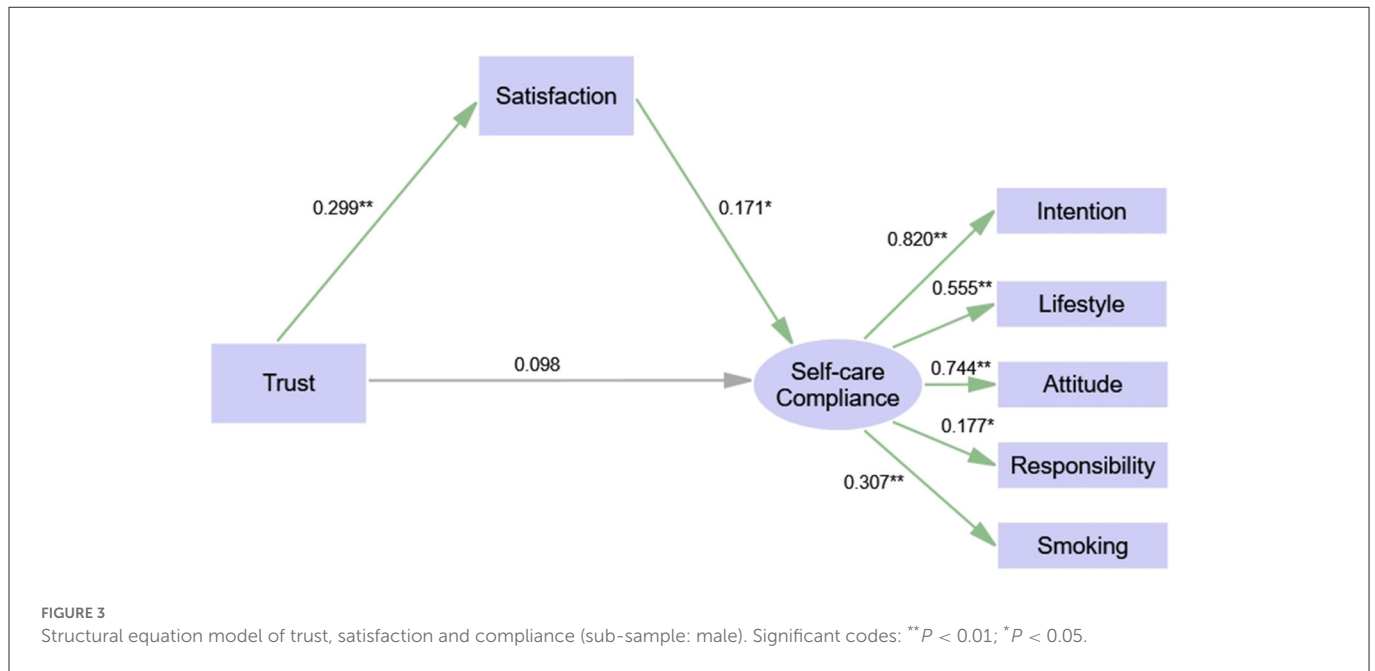 Satisfaction
0.299**
0.171*
Intention
0.820**
0.555**
Lifestyle
Trust
0.098
Self-care
Compliance
0.744**
Attitude
0.177*
Responsibility
0.307**
Smoking
FIGURE 3
Structural equation model of trust, satisfaction and compliance (sub-sample: male). Significant codes: **P < 0.01; *P < 0.05.